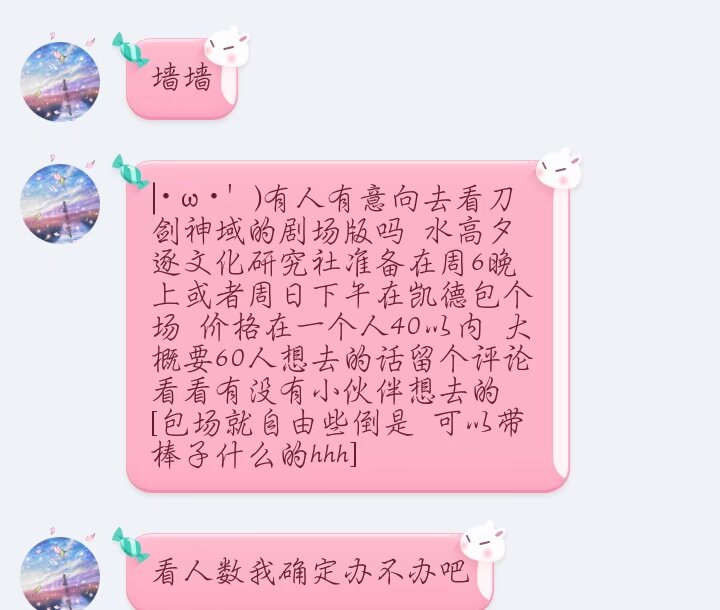 墙墙
|･ω･'  )有人有意向去看刀
剑神域的剧场版吗 水高夕
逐文化研究社准备在周6晚
上或者周日下午在凯德包个
场 价格在一个人40以内 大
概要60人想去的话留个评论
看看有没有小伙伴想去的
[包场就自由些倒是 可以带
棒子什么的hhh]
看人数我确定办不办吧